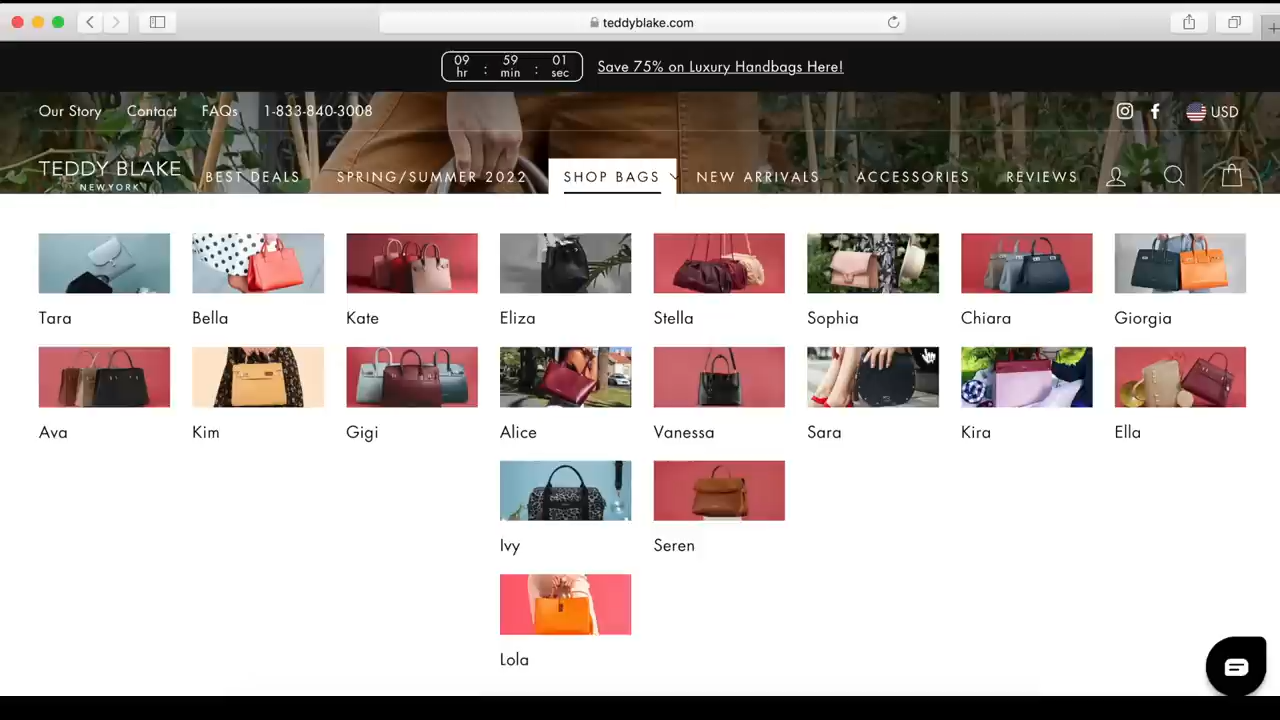 teddyblake.com
09 hr : 59 min : 01 sec
Save 75% on Luxury Handbags Here!
Our Story Contact FAQs 1-833-840-3008
USD
TEDDY BLAKE
NEW YORK
BEST DEALS SPRING/SUMMER 2022 SHOP BAGS NEW ARRIVALS ACCESSORIES REVIEWS
Tara Bella Kate Eliza Stella Sophia Chiara Giorgia
Ava Kim Gigi Alice Vanessa Sara Kira Ella
Ivy Seren
Lola